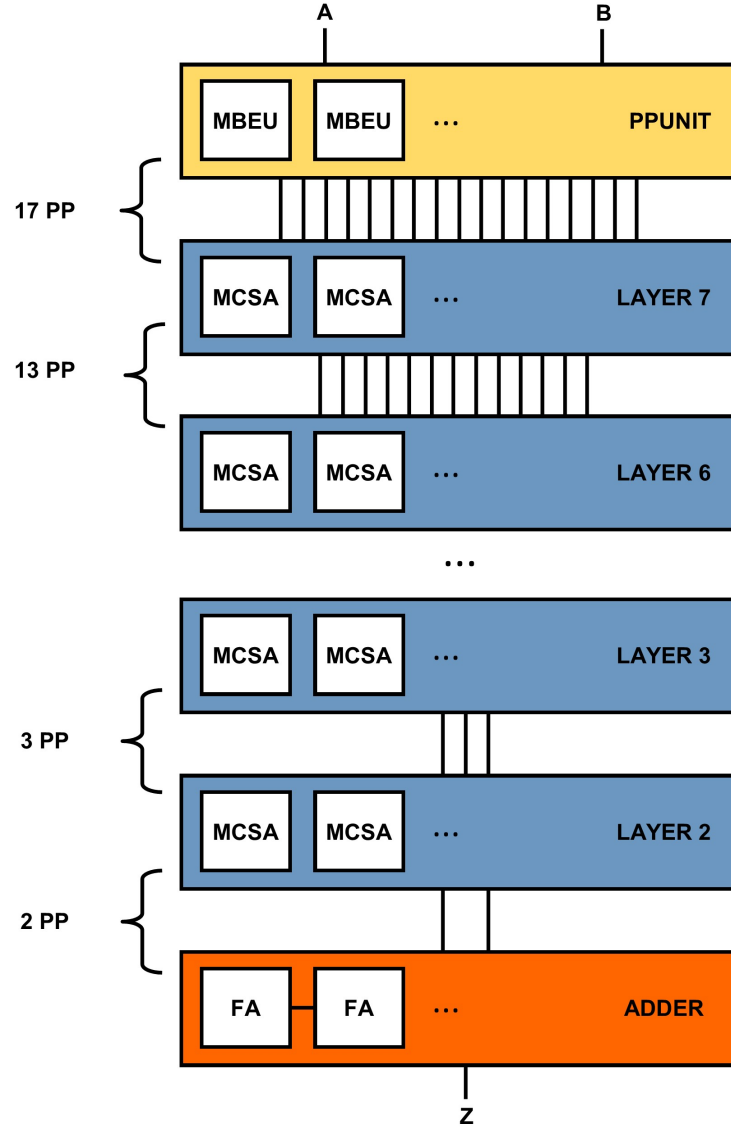 A B
MBEU MBEU ... PPUNIT
17 PP
MCSA MCSA ... LAYER 7
13 PP
MCSA MCSA ... LAYER 6
...
MCSA MCSA ... LAYER 3
3 PP
MCSA MCSA ... LAYER 2
2 PP
FA FA ... ADDER
Z